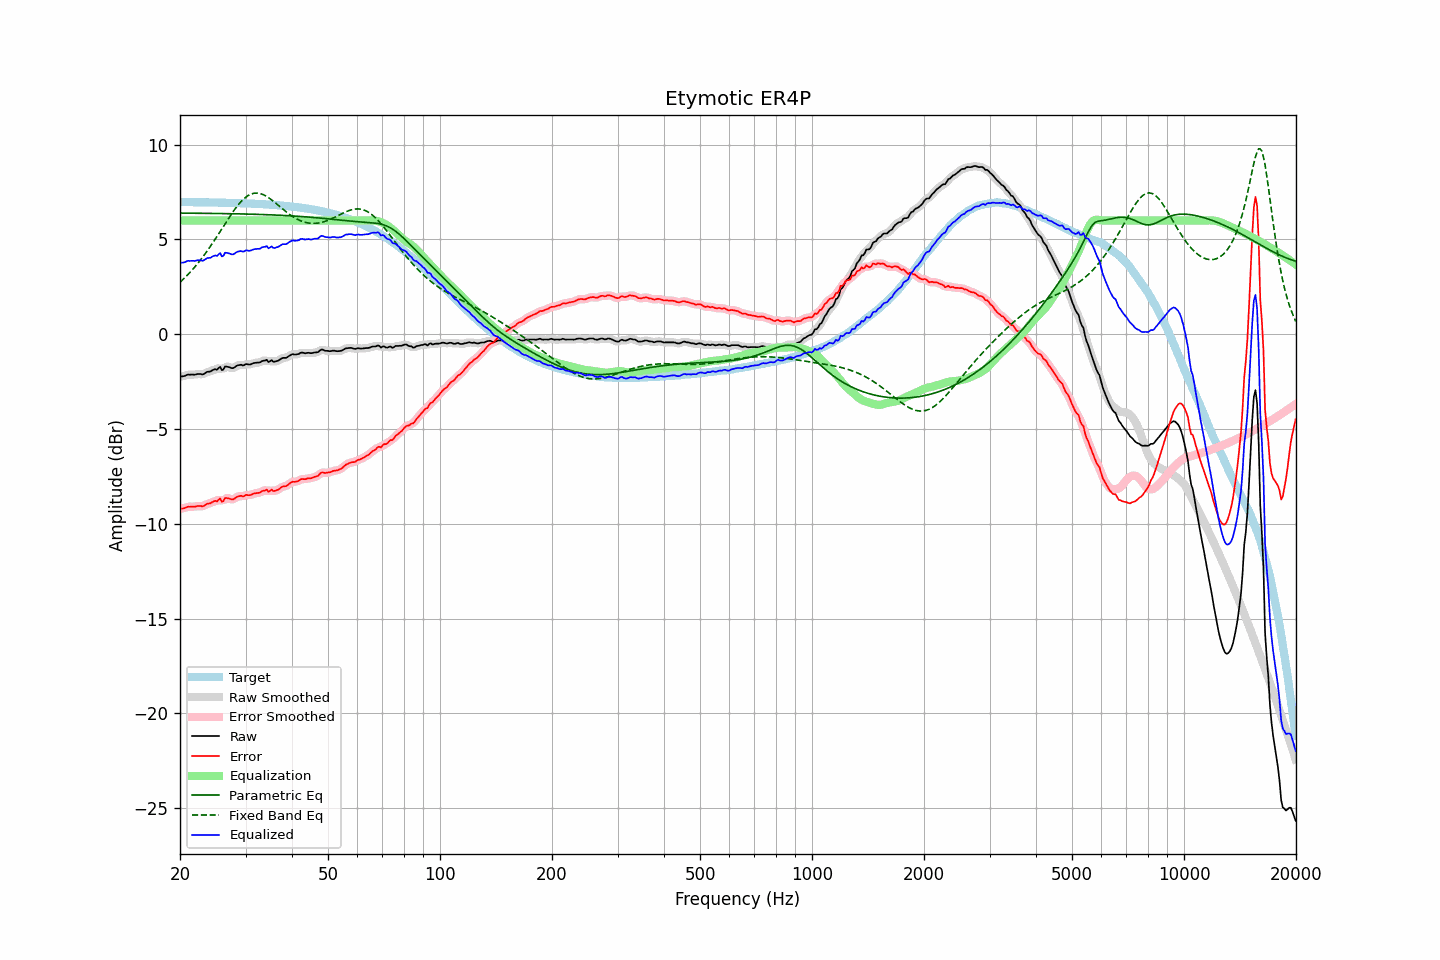 Etymotic ER4P
Amplitude (dBr)
10
5
0
−5
−10
−15
−20
−25
Target
Raw Smoothed
Error Smoothed
Raw
Error
Equalization
Parametric Eq
Fixed Band Eq
Equalized
20 50 100 200 500 1000 2000 5000 10000 20000
Frequency (Hz)